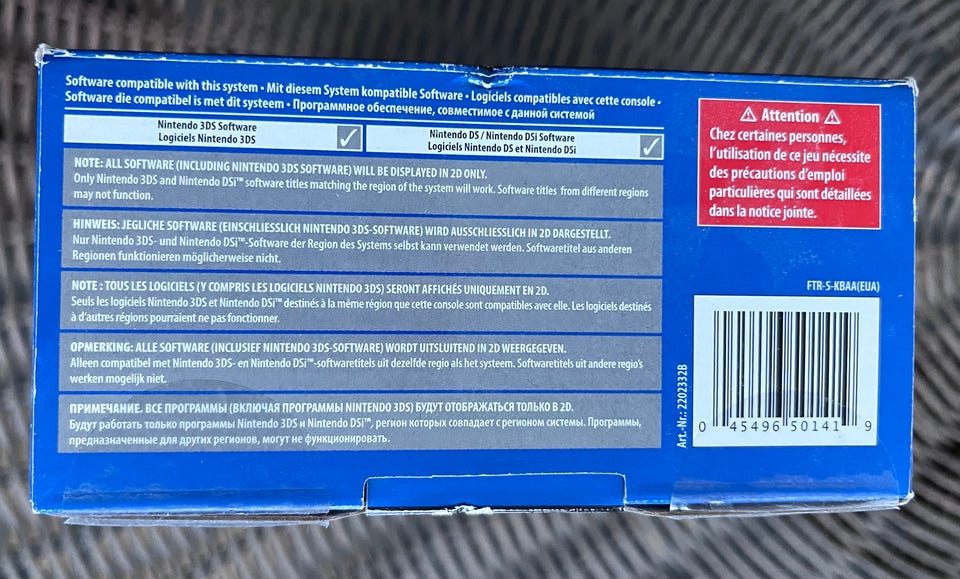 Software compatible with this system • Mit diesem System kompatible Software • Logiciels compatibles avec cette console •
Software die compatibel is met dit systeem • Программное обеспечение, совместимое с данной системой
Nintendo 3DS Software
Logiciels Nintendo 3DS
Nintendo DS / Nintendo DSi Software
Logiciels Nintendo DS et Nintendo DSi
NOTE: ALL SOFTWARE (INCLUDING NINTENDO 3DS SOFTWARE) WILL BE DISPLAYED IN 2D ONLY.
Only Nintendo 3DS and Nintendo DSi™ software titles matching the region of the system will work. Software titles from different regions
may not function.
HINWEIS: JEGLICHE SOFTWARE (EINSCHLIESSLICH NINTENDO 3DS-SOFTWARE) WIRD AUSSCHLIESSLICH IN 2D DARGESTELLT.
Nur Nintendo 3DS- und Nintendo DSi™-Software der Region des Systems selbst kann verwendet werden. Softwaretitel aus anderen
Regionen funktionieren möglicherweise nicht.
NOTE : TOUS LES LOGICIELS (Y COMPRIS LES LOGICIELS NINTENDO 3DS) SERONT AFFICHÉS UNIQUEMENT EN 2D.
Seuls les logiciels Nintendo 3DS et Nintendo DSi™ destinés à la même région que cette console sont compatibles avec elle. Les logiciels destinés
à d'autres régions pourraient ne pas fonctionner.
OPMERKING: ALLE SOFTWARE (INCLUSIEF NINTENDO 3DS-SOFTWARE) WORDT UITSLUITEND IN 2D WEERGEGEVEN.
Alleen compatibel met Nintendo 3DS- en Nintendo DSi™-softwaretitels uit dezelfde regio als het systeem. Softwaretitels uit andere regio's
werken mogelijk niet.
ПРИМЕЧАНИЕ. ВСЕ ПРОГРАММЫ (ВКЛЮЧАЯ ПРОГРАММЫ NINTENDO 3DS) БУДУТ ОТОБРАЖАТЬСЯ ТОЛЬКО В 2D.
Будут работать только программы Nintendo 3DS и Nintendo DSi™, регион которых совпадает с регионом системы. Программы,
предназначенные для других регионов, могут не функционировать.
⚠ Attention ⚠
Chez certaines personnes,
l'utilisation de ce jeu nécessite
des précautions d'emploi
particulières qui sont détaillées
dans la notice jointe.
FTR-S-KBAA(EUA)
Art.-Nr.: 2202332B
0 45496 50141 9